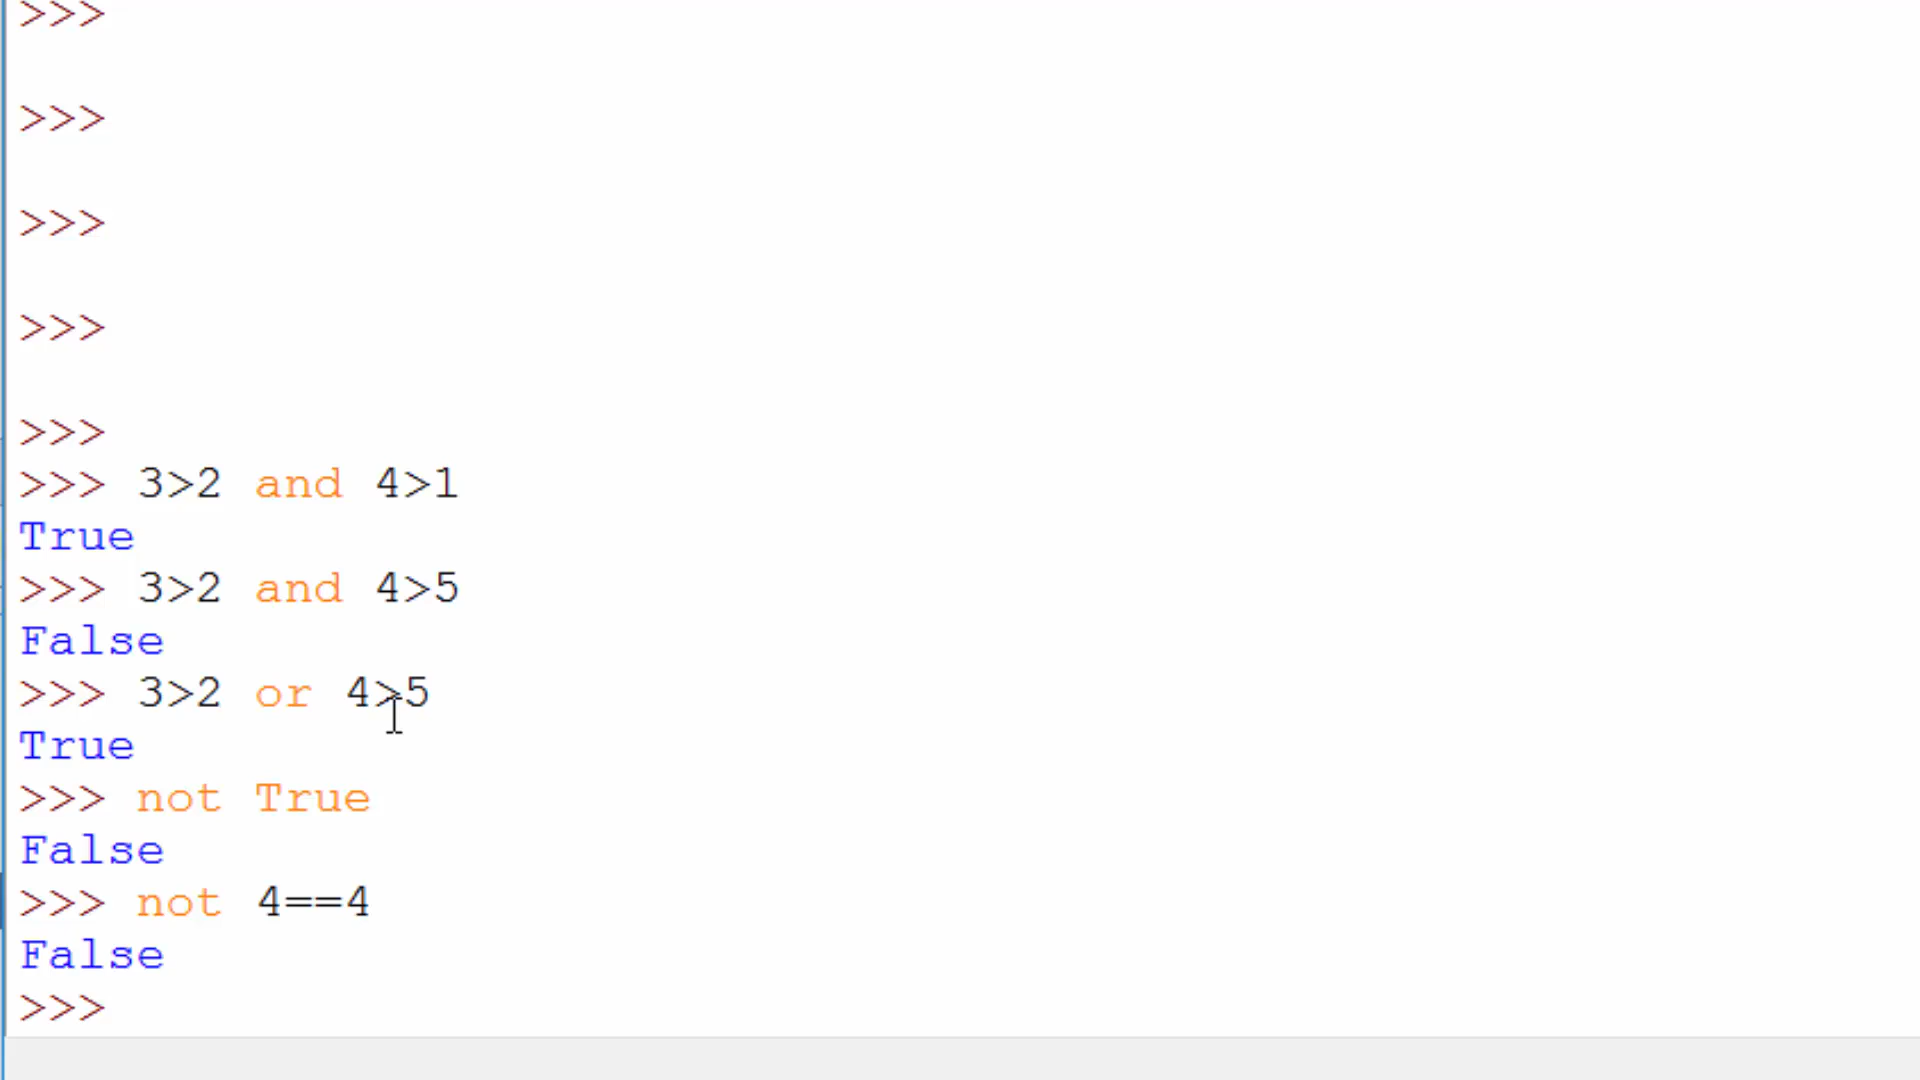 >>>
>>>
>>>
>>>
>>>
>>> 3>2 and 4>1
True
>>> 3>2 and 4>5
False
>>> 3>2 or 4>5
True
>>> not True
False
>>> not 4==4
False
>>>